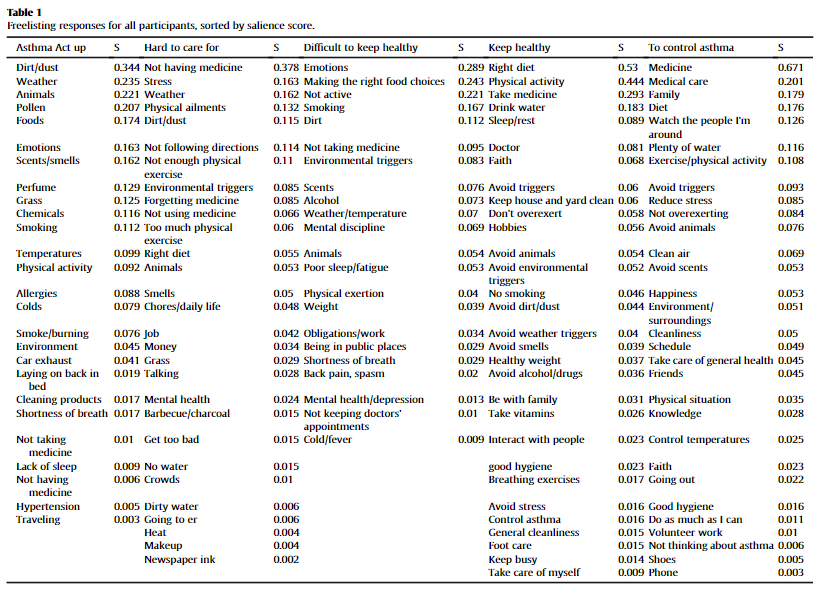 Table 1
Freelisting responses for all participants, sorted by salience score.
Asthma Act up S Hard to care for S Difficult to keep healthy S Keep healthy S To control asthma S
Dirt/dust 0.344 Not having medicine 0.378 Emotions 0.289 Right diet 0.53 Medicine 0.671
Weather 0.235 Stress 0.163 Making the right food choices 0.243 Physical activity 0.444 Medical care 0.201
Animals 0.221 Weather 0.162 Not active 0.221 Take medicine 0.293 Family 0.179
Pollen 0.207 Physical ailments 0.132 Smoking 0.167 Drink water 0.183 Diet 0.176
Foods 0.174 Dirt/dust 0.115 Dirt 0.112 Sleep/rest 0.089 Watch the people I'm 0.126
around
Emotions 0.163 Not following directions 0.114 Not taking medicine 0.095 Doctor 0.081 Plenty of water 0.116
Scents/smells 0.162 Not enough physical 0.11 Environmental triggers 0.083 Faith 0.068 Exercise/physical activity 0.108
exercise
Perfume 0.129 Environmental triggers 0.085 Scents 0.076 Avoid triggers 0.06 Avoid triggers 0.093
Grass 0.125 Forgetting medicine 0.085 Alcohol 0.073 Keep house and yard clean 0.06 Reduce stress 0.085
Chemicals 0.116 Not using medicine 0.066 Weather/temperature 0.07 Don't overexert 0.058 Not overexerting 0.084
Smoking 0.112 Too much physical 0.06 Mental discipline 0.069 Hobbies 0.056 Avoid animals 0.076
exercise
Temperatures 0.099 Right diet 0.055 Animals 0.054 Avoid animals 0.054 Clean air 0.069
Physical activity 0.092 Animals 0.053 Poor sleep/fatigue 0.053 Avoid environmental 0.052 Avoid scents 0.053
triggers
Allergies 0.088 Smells 0.05 Physical exertion 0.04 No smoking 0.046 Happiness 0.053
Colds 0.079 Chores/daily life 0.048 Weight 0.039 Avoid dirt/dust 0.044 Environment/ 0.051
surroundings
Smoke/burning 0.076 Job 0.042 Obligations/work 0.034 Avoid weather triggers 0.04 Cleanliness 0.05
Environment 0.045 Money 0.034 Being in public places 0.029 Avoid smells 0.039 Schedule 0.049
Car exhaust 0.041 Grass 0.029 Shortness of breath 0.029 Healthy weight 0.037 Take care of general health 0.045
Laying on back in 0.019 Talking 0.028 Back pain, spasm 0.02 Avoid alcohol/drugs 0.036 Friends 0.045
bed
Cleaning products 0.017 Mental health 0.024 Mental health/depression 0.013 Be with family 0.031 Physical situation 0.035
Shortness of breath 0.017 Barbecue/charcoal 0.015 Not keeping doctors' 0.01 Take vitamins 0.026 Knowledge 0.028
appointments
Not taking 0.01 Get too bad 0.015 Cold/fever 0.009 Interact with people 0.023 Control temperatures 0.025
medicine
Lack of sleep 0.009 No water 0.015 good hygiene 0.023 Faith 0.023
Not having 0.006 Crowds 0.01 Breathing exercises 0.017 Going out 0.022
medicine
Hypertension 0.005 Dirty water 0.006 Avoid stress 0.016 Good hygiene 0.016
Traveling 0.003 Going to er 0.006 Control asthma 0.016 Do as much as I can 0.011
Heat 0.004 General cleanliness 0.015 Volunteer work 0.01
Makeup 0.004 Foot care 0.015 Not thinking about asthma 0.006
Newspaper ink 0.002 Keep busy 0.014 Shoes 0.005
Take care of myself 0.009 Phone 0.003